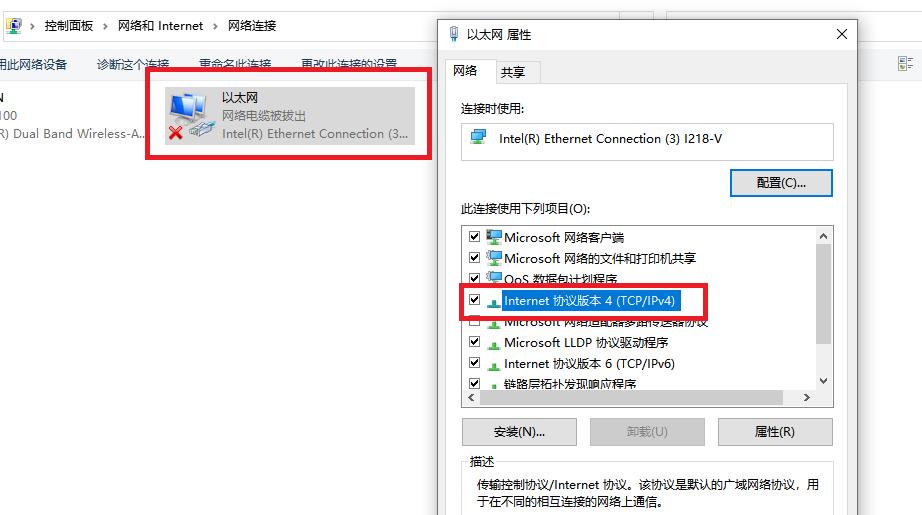 控制面板 › 网络和 Internet › 网络连接
用此网络设备 诊断这个连接 重命名此连接 更改此连接的设置
N
100
R) Dual Band Wireless-A...
以太网
网络电缆被拔出
Intel(R) Ethernet Connection (3...
以太网 属性
网络 共享
连接时使用:
Intel(R) Ethernet Connection (3) I218-V
配置(C)...
此连接使用下列项目(O):
Microsoft 网络客户端
Microsoft 网络的文件和打印机共享
QoS 数据包计划程序
Internet 协议版本 4 (TCP/IPv4)
Microsoft 网络适配器多路传送器协议
Microsoft LLDP 协议驱动程序
Internet 协议版本 6 (TCP/IPv6)
链路层拓扑发现响应程序
安装(N)... 卸载(U) 属性(R)
描述
传输控制协议/Internet 协议。该协议是默认的广域网络协议，用
于在不同的相互连接的网络上通信。